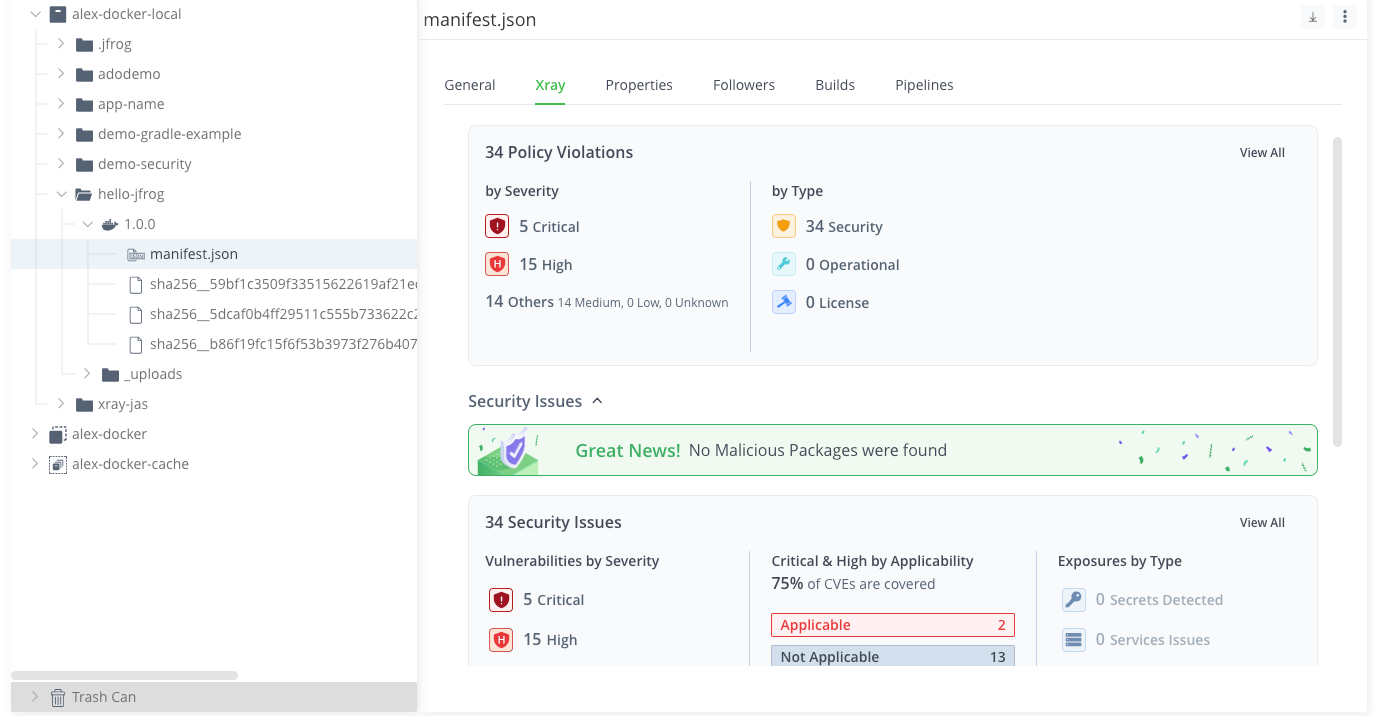 alex-docker-local
.jfrog
adodemo
app-name
demo-gradle-example
demo-security
hello-jfrog
1.0.0
manifest.json
sha256__59bf1c3509f33515622619af21e
sha256__5dcaf0b4ff29511c555b733622c2
sha256__b86f19fc15f6f53b3973f276b407
_uploads
xray-jas
alex-docker
alex-docker-cache
Trash Can
manifest.json
General Xray Properties Followers Builds Pipelines
34 Policy Violations View All
by Severity
5 Critical
15 High
14 Others 14 Medium, 0 Low, 0 Unknown
by Type
34 Security
0 Operational
0 License
Security Issues
Great News! No Malicious Packages were found
34 Security Issues View All
Vulnerabilities by Severity
5 Critical
15 High
Critical & High by Applicability
75% of CVEs are covered
Applicable 2
Not Applicable 13
Exposures by Type
0 Secrets Detected
0 Services Issues